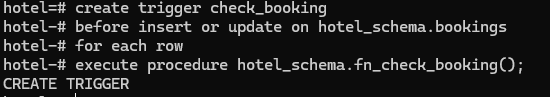 hotel=# create trigger check_booking
hotel-# before insert or update on hotel_schema.bookings
hotel-# for each row
hotel-# execute procedure hotel_schema.fn_check_booking();
CREATE TRIGGER